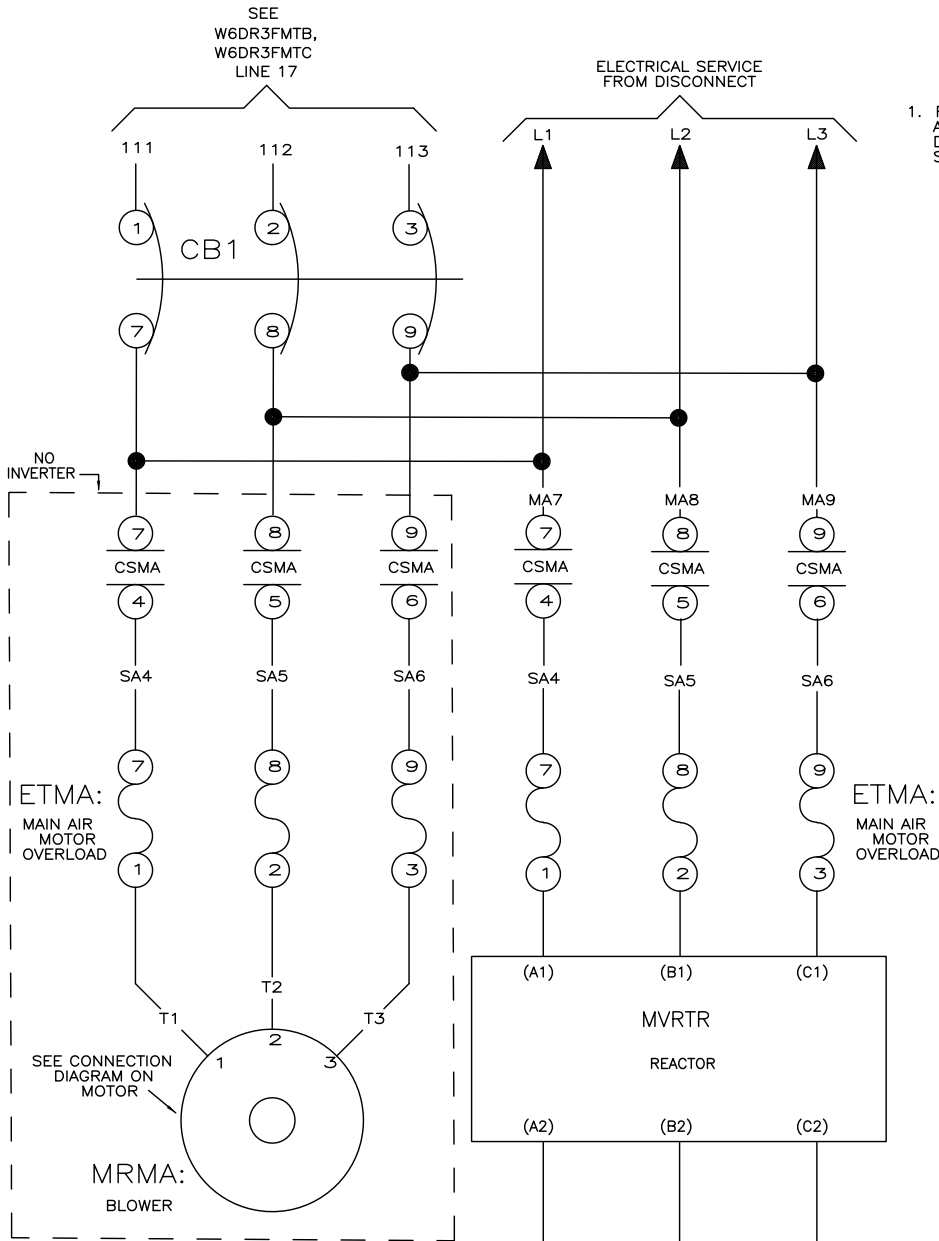 SEE
W6DR3FMTB,
W6DR3FMTC
LINE 17
ELECTRICAL SERVICE
FROM DISCONNECT
1.
111 112 113 L1 L2 L3
1 2 3
CB1
7 8 9
NO
INVERTER
MA7 MA8 MA9
7 8 9 7 8 9
CSMA CSMA CSMA CSMA CSMA CSMA
4 5 6 4 5 6
SA4 SA5 SA6 SA4 SA5 SA6
7 8 9 7 8 9
ETMA:
MAIN AIR
MOTOR
OVERLOAD
ETMA:
MAIN AIR
MOTOR
OVERLOAD
1 2 3 1 2 3
(A1) (B1) (C1)
T1 T2 T3
MVRTR
REACTOR
1 2 3
SEE CONNECTION
DIAGRAM ON
MOTOR
(A2) (B2) (C2)
MRMA:
BLOWER